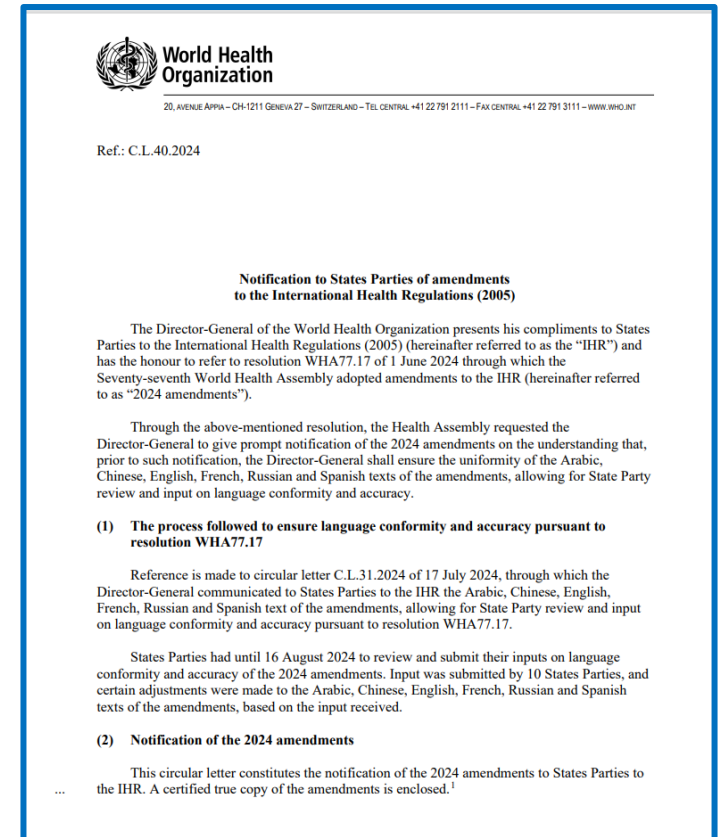 World Health
Organization
20, AVENUE APPIA – CH-1211 GENEVA 27 – SWITZERLAND – TEL CENTRAL +41 22 791 2111 – FAX CENTRAL +41 22 791 3111 – WWW.WHO.INT
Ref.: C.L.40.2024
Notification to States Parties of amendments
to the International Health Regulations (2005)
The Director-General of the World Health Organization presents his compliments to States
Parties to the International Health Regulations (2005) (hereinafter referred to as the “IHR”) and
has the honour to refer to resolution WHA77.17 of 1 June 2024 through which the
Seventy-seventh World Health Assembly adopted amendments to the IHR (hereinafter referred
to as “2024 amendments”).
Through the above-mentioned resolution, the Health Assembly requested the
Director-General to give prompt notification of the 2024 amendments on the understanding that,
prior to such notification, the Director-General shall ensure the uniformity of the Arabic,
Chinese, English, French, Russian and Spanish texts of the amendments, allowing for State Party
review and input on language conformity and accuracy.
(1) The process followed to ensure language conformity and accuracy pursuant to
resolution WHA77.17
Reference is made to circular letter C.L.31.2024 of 17 July 2024, through which the
Director-General communicated to States Parties to the IHR the Arabic, Chinese, English,
French, Russian and Spanish text of the amendments, allowing for State Party review and input
on language conformity and accuracy pursuant to resolution WHA77.17.
States Parties had until 16 August 2024 to review and submit their inputs on language
conformity and accuracy of the 2024 amendments. Input was submitted by 10 States Parties, and
certain adjustments were made to the Arabic, Chinese, English, French, Russian and Spanish
texts of the amendments, based on the input received.
(2) Notification of the 2024 amendments
This circular letter constitutes the notification of the 2024 amendments to States Parties to
... the IHR. A certified true copy of the amendments is enclosed.1